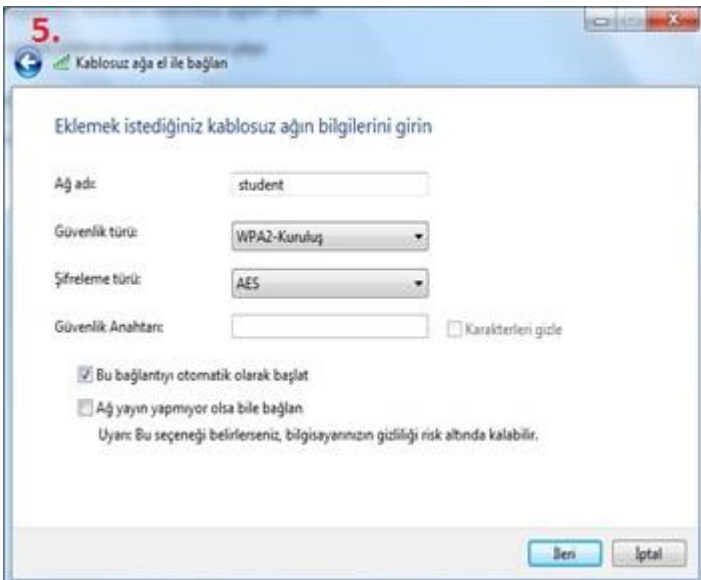 5.
Kablosuz ağa el ile bağlan
Eklemek istediğiniz kablosuz ağın bilgilerini girin
Ağ adı: student
Güvenlik türü: WPA2-Kuruluş
Şifreleme türü: AES
Güvenlik Anahtarı: Karakterleri gizle
Bu bağlantıyı otomatik olarak başlat
Ağ yayın yapmıyor olsa bile bağlan
Uyarı: Bu seçeneği belirlerseniz, bilgisayarınızın gizliliği risk altında kalabilir.
İleri İptal